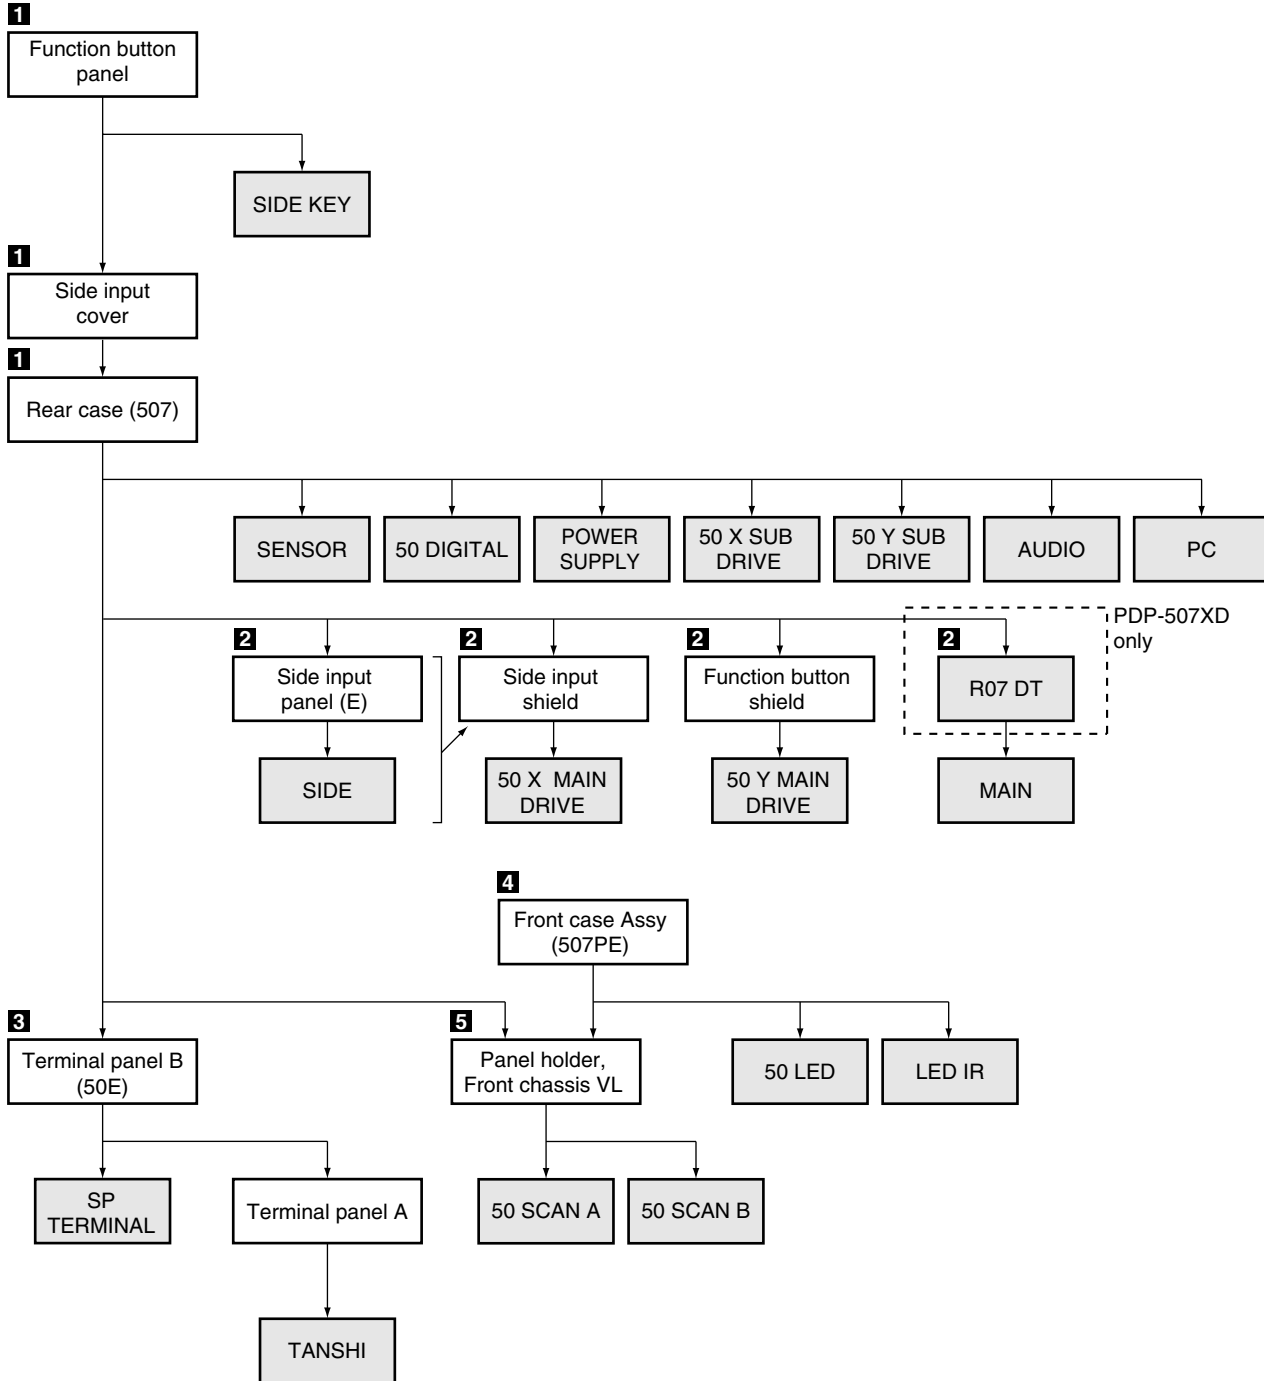 1
Function button
panel
SIDE KEY
1
Side input
cover
1
Rear case (507)
SENSOR
50 DIGITAL
POWER
SUPPLY
50 X SUB
DRIVE
50 Y SUB
DRIVE
AUDIO
PC
PDP-507XD
only
2
Side input
panel (E)
2
Side input
shield
2
Function button
shield
2
R07 DT
SIDE
50 X  MAIN
DRIVE
50 Y MAIN
DRIVE
MAIN
4
Front case Assy
(507PE)
3
Terminal panel B
(50E)
5
Panel holder,
Front chassis VL
50 LED
LED IR
SP
TERMINAL
Terminal panel A
50 SCAN A
50 SCAN B
TANSHI